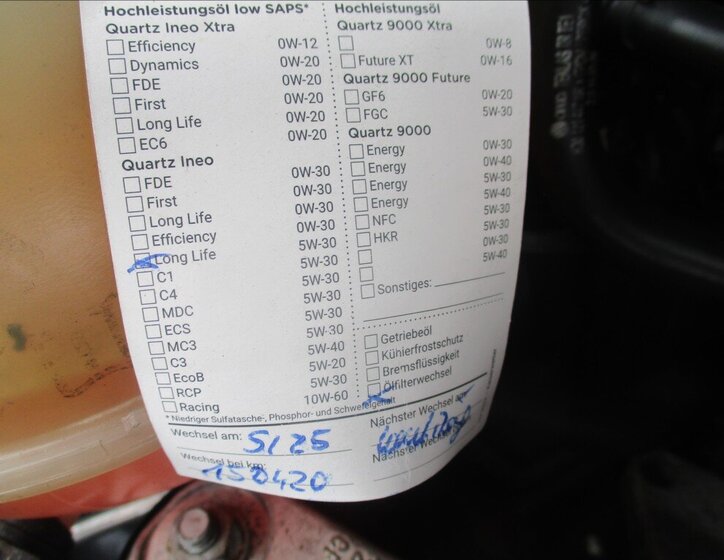 Hochleistungsöl low SAPS*
Quartz Ineo Xtra
Efficiency 0W-12
Dynamics 0W-20
FDE 0W-20
First 0W-20
Long Life 0W-20
EC6 0W-20
Quartz Ineo
FDE 0W-30
First 0W-30
Long Life 0W-30
Efficiency 0W-30
Long Life 5W-30
C1 5W-30
C4 5W-30
MDC 5W-30
ECS 5W-30
MC3 5W-30
C3 5W-40
EcoB 5W-20
RCP 5W-30
Racing 10W-60
Hochleistungsöl
Quartz 9000 Xtra
0W-8
Future XT 0W-16
Quartz 9000 Future
GF6 0W-20
FGC 5W-30
Quartz 9000
Energy 0W-30
Energy 0W-40
Energy 5W-30
Energy 5W-40
NFC 5W-30
HKR 5W-30
0W-30
5W-40
Sonstiges:
Getriebeöl
Kühlerfrostschutz
Bremsflüssigkeit
Ölfilterwechsel
* Niedriger Sulfatasche-, Phosphor- und Schwefelgehalt
Wechsel am: 5/25
Wechsel bei km:
150420
Nächster Wechsel am:
Nächster Wechsel